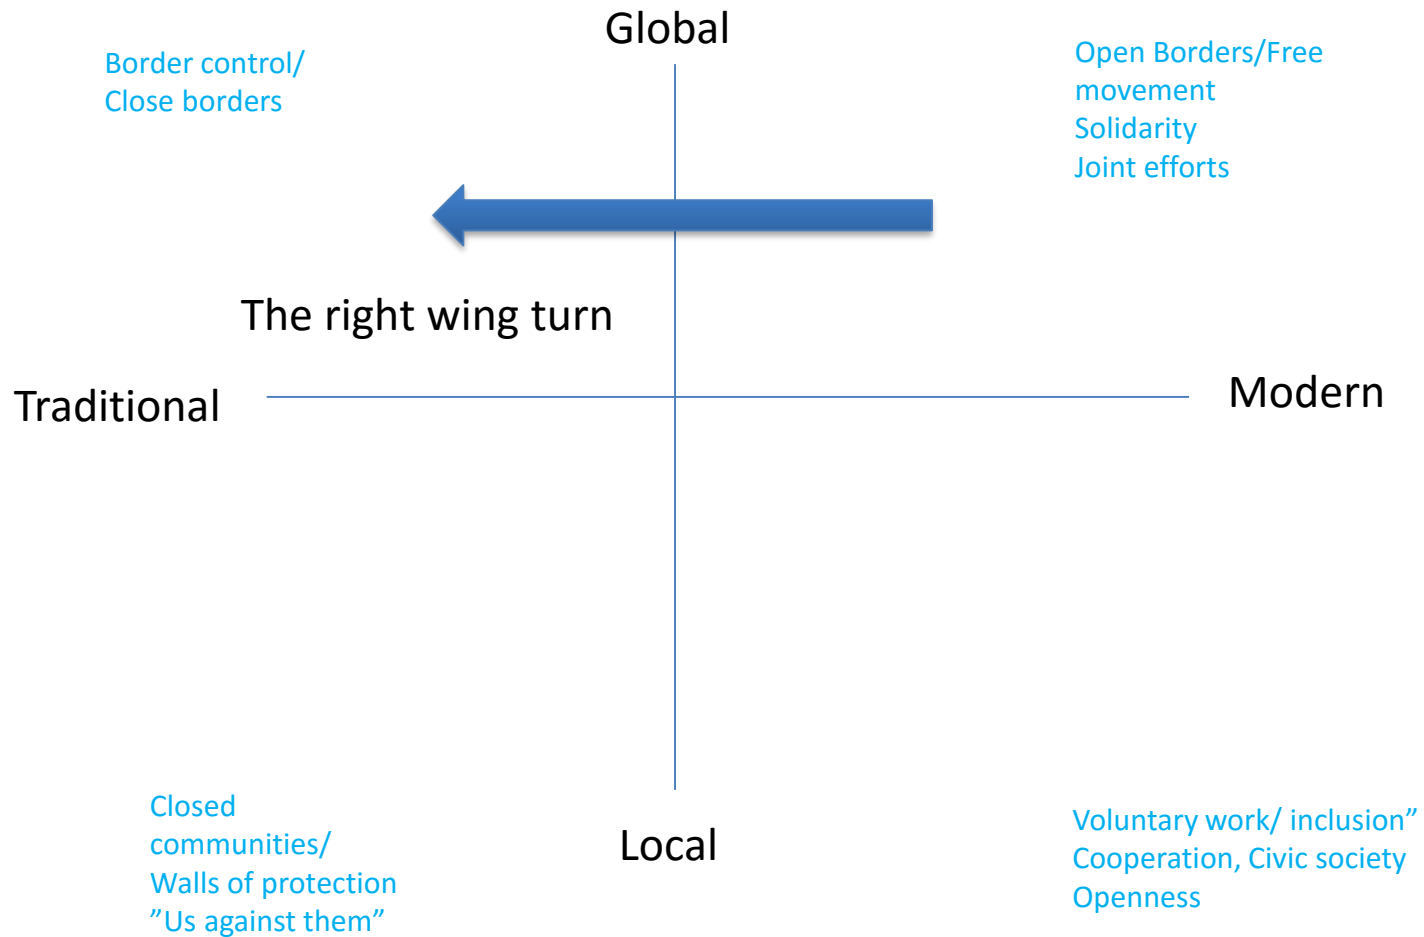 Global
Border control/
Close borders
Open Borders/Free
movement
Solidarity
Joint efforts
The right wing turn
Traditional
Modern
Closed
communities/
Walls of protection
”Us against them”
Local
Voluntary work/ inclusion”
Cooperation, Civic society
Openness